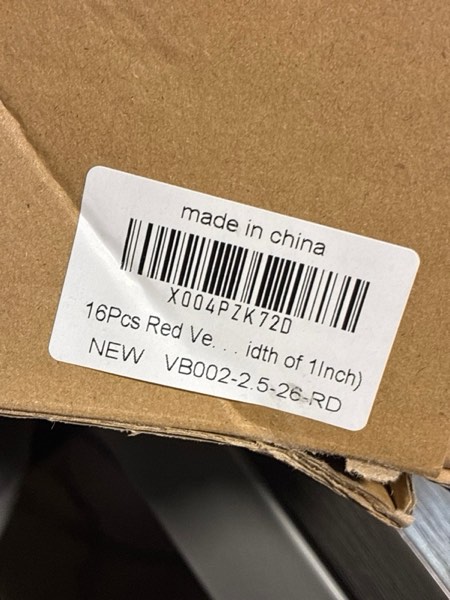 made in china
X004PZK72D
16Pcs Red Ve... idth of 1Inch)
NEW VB002-2.5-26-RD